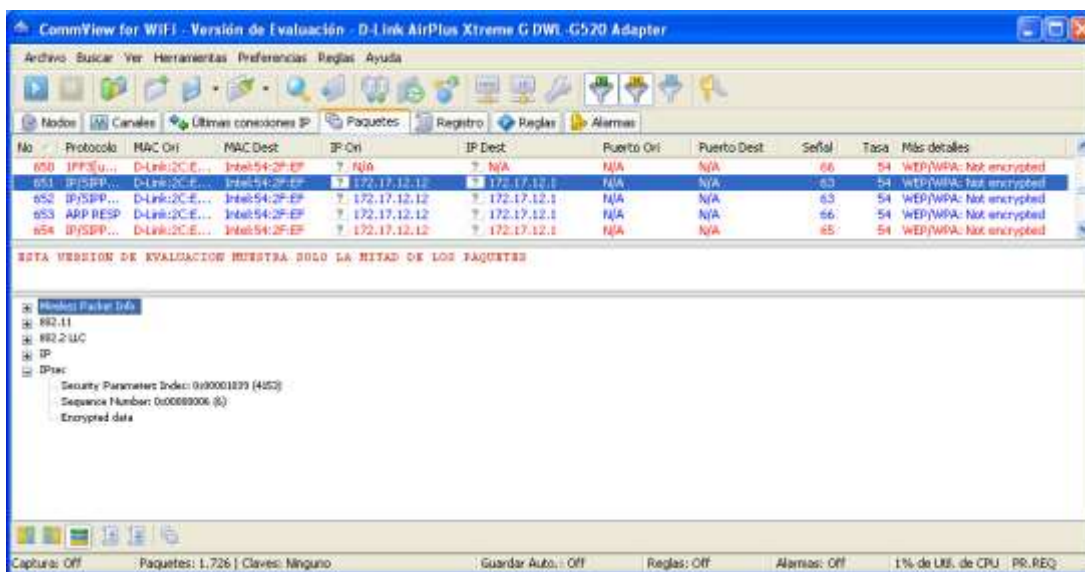 CommView for WiFi - Versión de Evaluación - D-Link AirPlus Xtreme G DWL-G520 Adapter
Archivo Buscar Ver Herramientas Preferencias Reglas Ayuda
Nodos Canales Últimas conexiones IP Paquetes Registro Reglas Alarmas
No Protocolo MAC Ori MAC Dest IP Ori IP Dest Puerto Ori Puerto Dest Señal Tasa Más detalles
650 D-Link:2C:E... Intel:54:2F:EF ? N/A ? N/A N/A N/A 66 54 WEP/WPA: Not encrypted
651 D-Link:2C:E... Intel:54:2F:EF ? 172.17.12.12 ? 172.17.12.1 N/A N/A 63 54 WEP/WPA: Not encrypted
652 D-Link:2C:E... Intel:54:2F:EF ? 172.17.12.12 ? 172.17.12.1 N/A N/A 63 54 WEP/WPA: Not encrypted
653 ARP RESP D-Link:2C:E... Intel:54:2F:EF ? 172.17.12.12 ? 172.17.12.1 N/A N/A 66 54 WEP/WPA: Not encrypted
654 D-Link:2C:E... Intel:54:2F:EF ? 172.17.12.12 ? 172.17.12.1 N/A N/A 65 54 WEP/WPA: Not encrypted
ESTA VERSION DE EVALUACION MUESTRA SOLO LA MITAD DE LOS PAQUETES
Wireless Packet Info
802.11
802.2 LLC
IP
IPsec
Security Parameters Index:
Sequence Number: 0x00000006 (6)
Encrypted data
Captura: Off Paquetes: 1.726 | Claves: Ninguno Guardar Auto.: Off Reglas: Off Alarmas: Off 1% de Util. de CPU PR.REQ